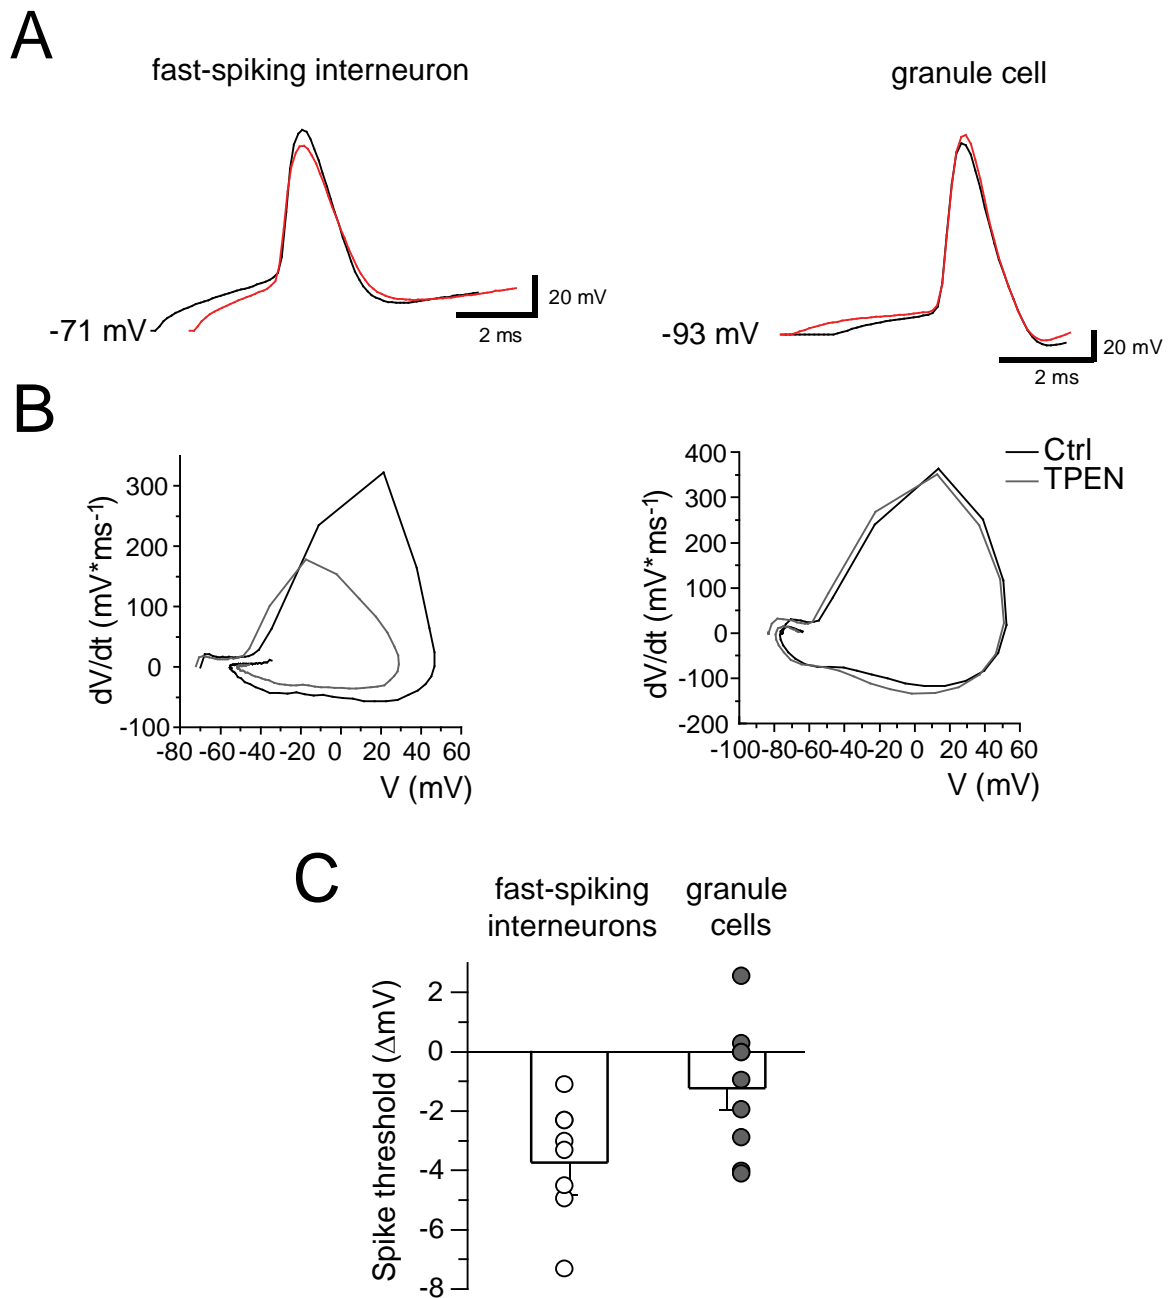 A
fast-spiking interneuron
granule cell
-71 mV
20 mV
2 ms
-93 mV
20 mV
2 ms
B
Ctrl
TPEN
dV/dt (mV*ms⁻¹)
300
200
100
0
-100
-80 -60 -40 -20 0 20 40 60
V (mV)
dV/dt (mV*ms⁻¹)
400
300
200
100
0
-100
-200
-100 -80 -60 -40 -20 0 20 40 60
V (mV)
C
fast-spiking
interneurons
granule
cells
Spike threshold (ΔmV)
2
0
-2
-4
-6
-8